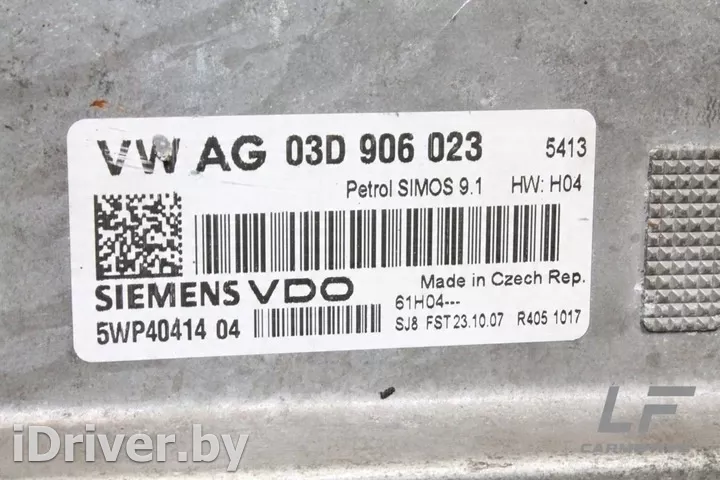 VW AG 03D 906 023 5413
Petrol SIMOS 9.1 HW: H04
SIEMENS VDO
Made in Czech Rep.
61H04---
5WP40414 04
SJ8 FST 23.10.07 R405 1017
LF
iDriver.by